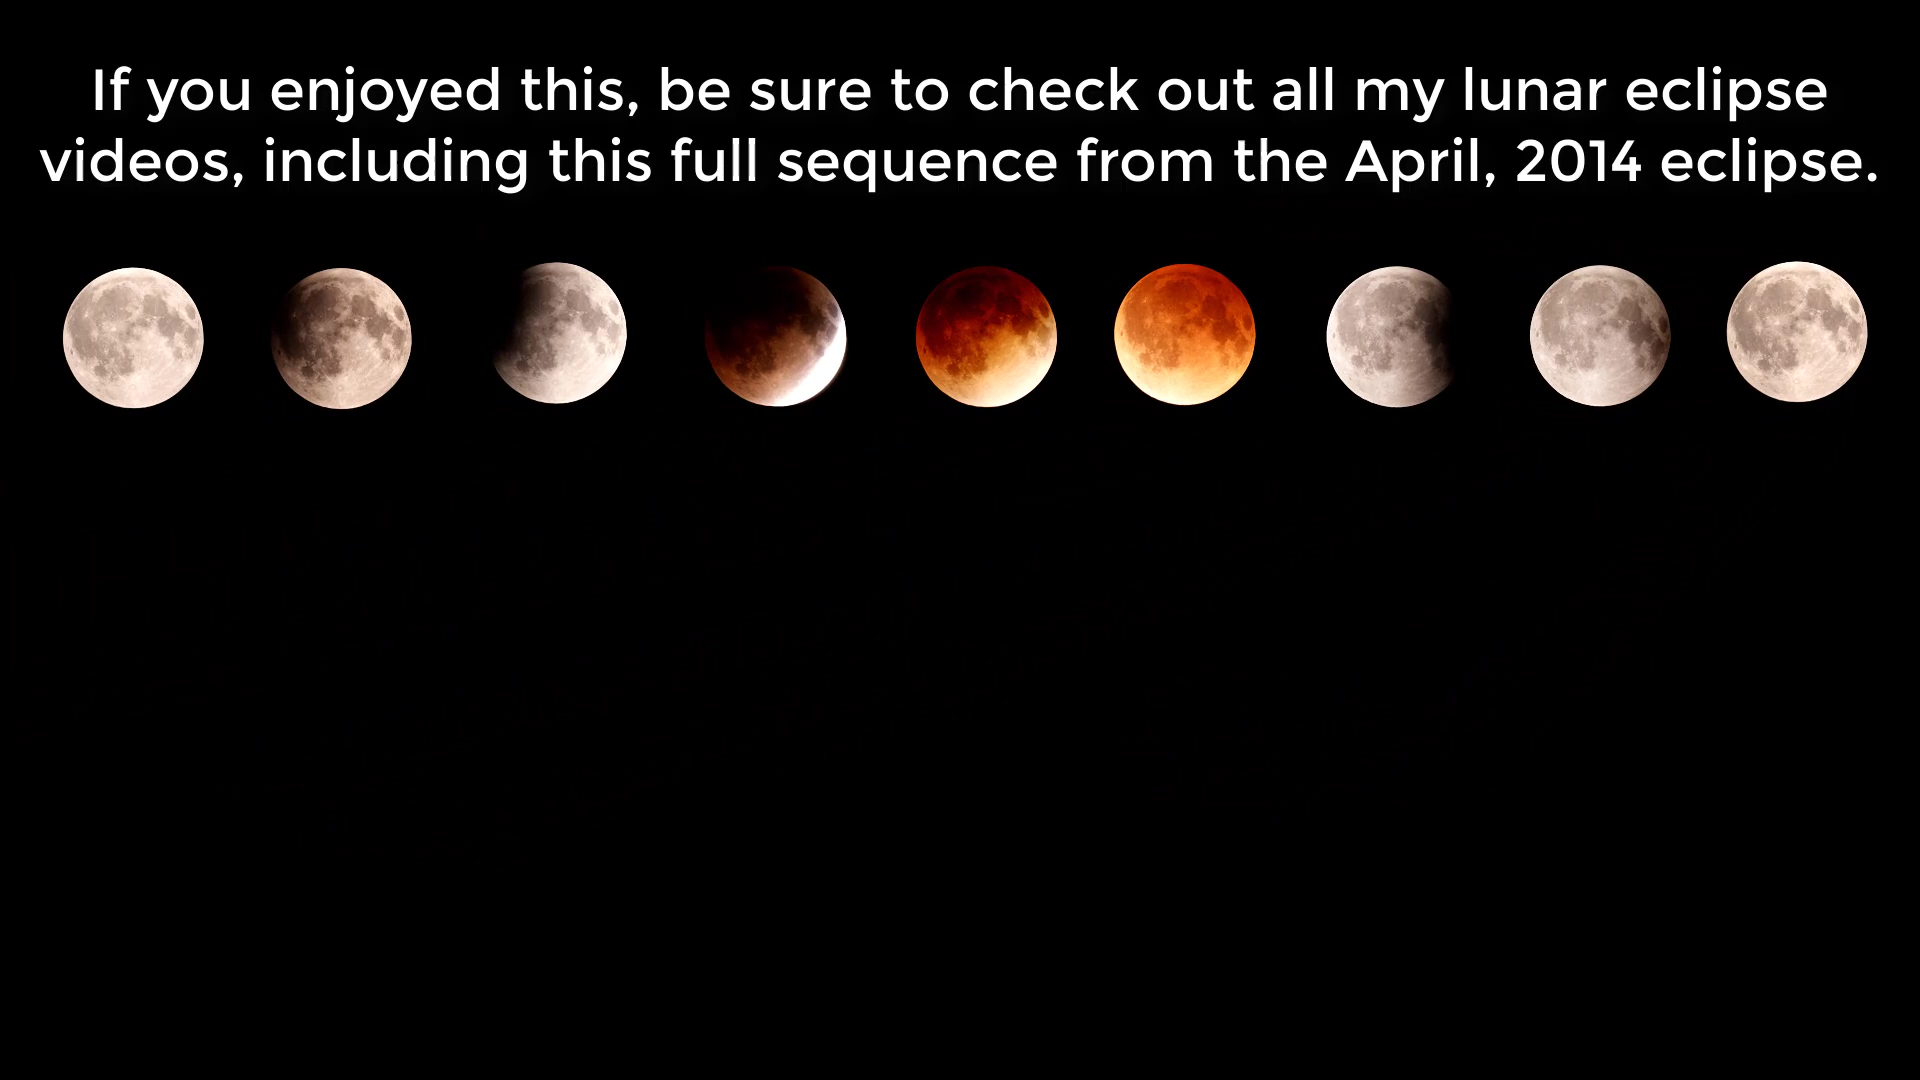 If you enjoyed this, be sure to check out all my lunar eclipse
videos, including this full sequence from the April, 2014 eclipse.